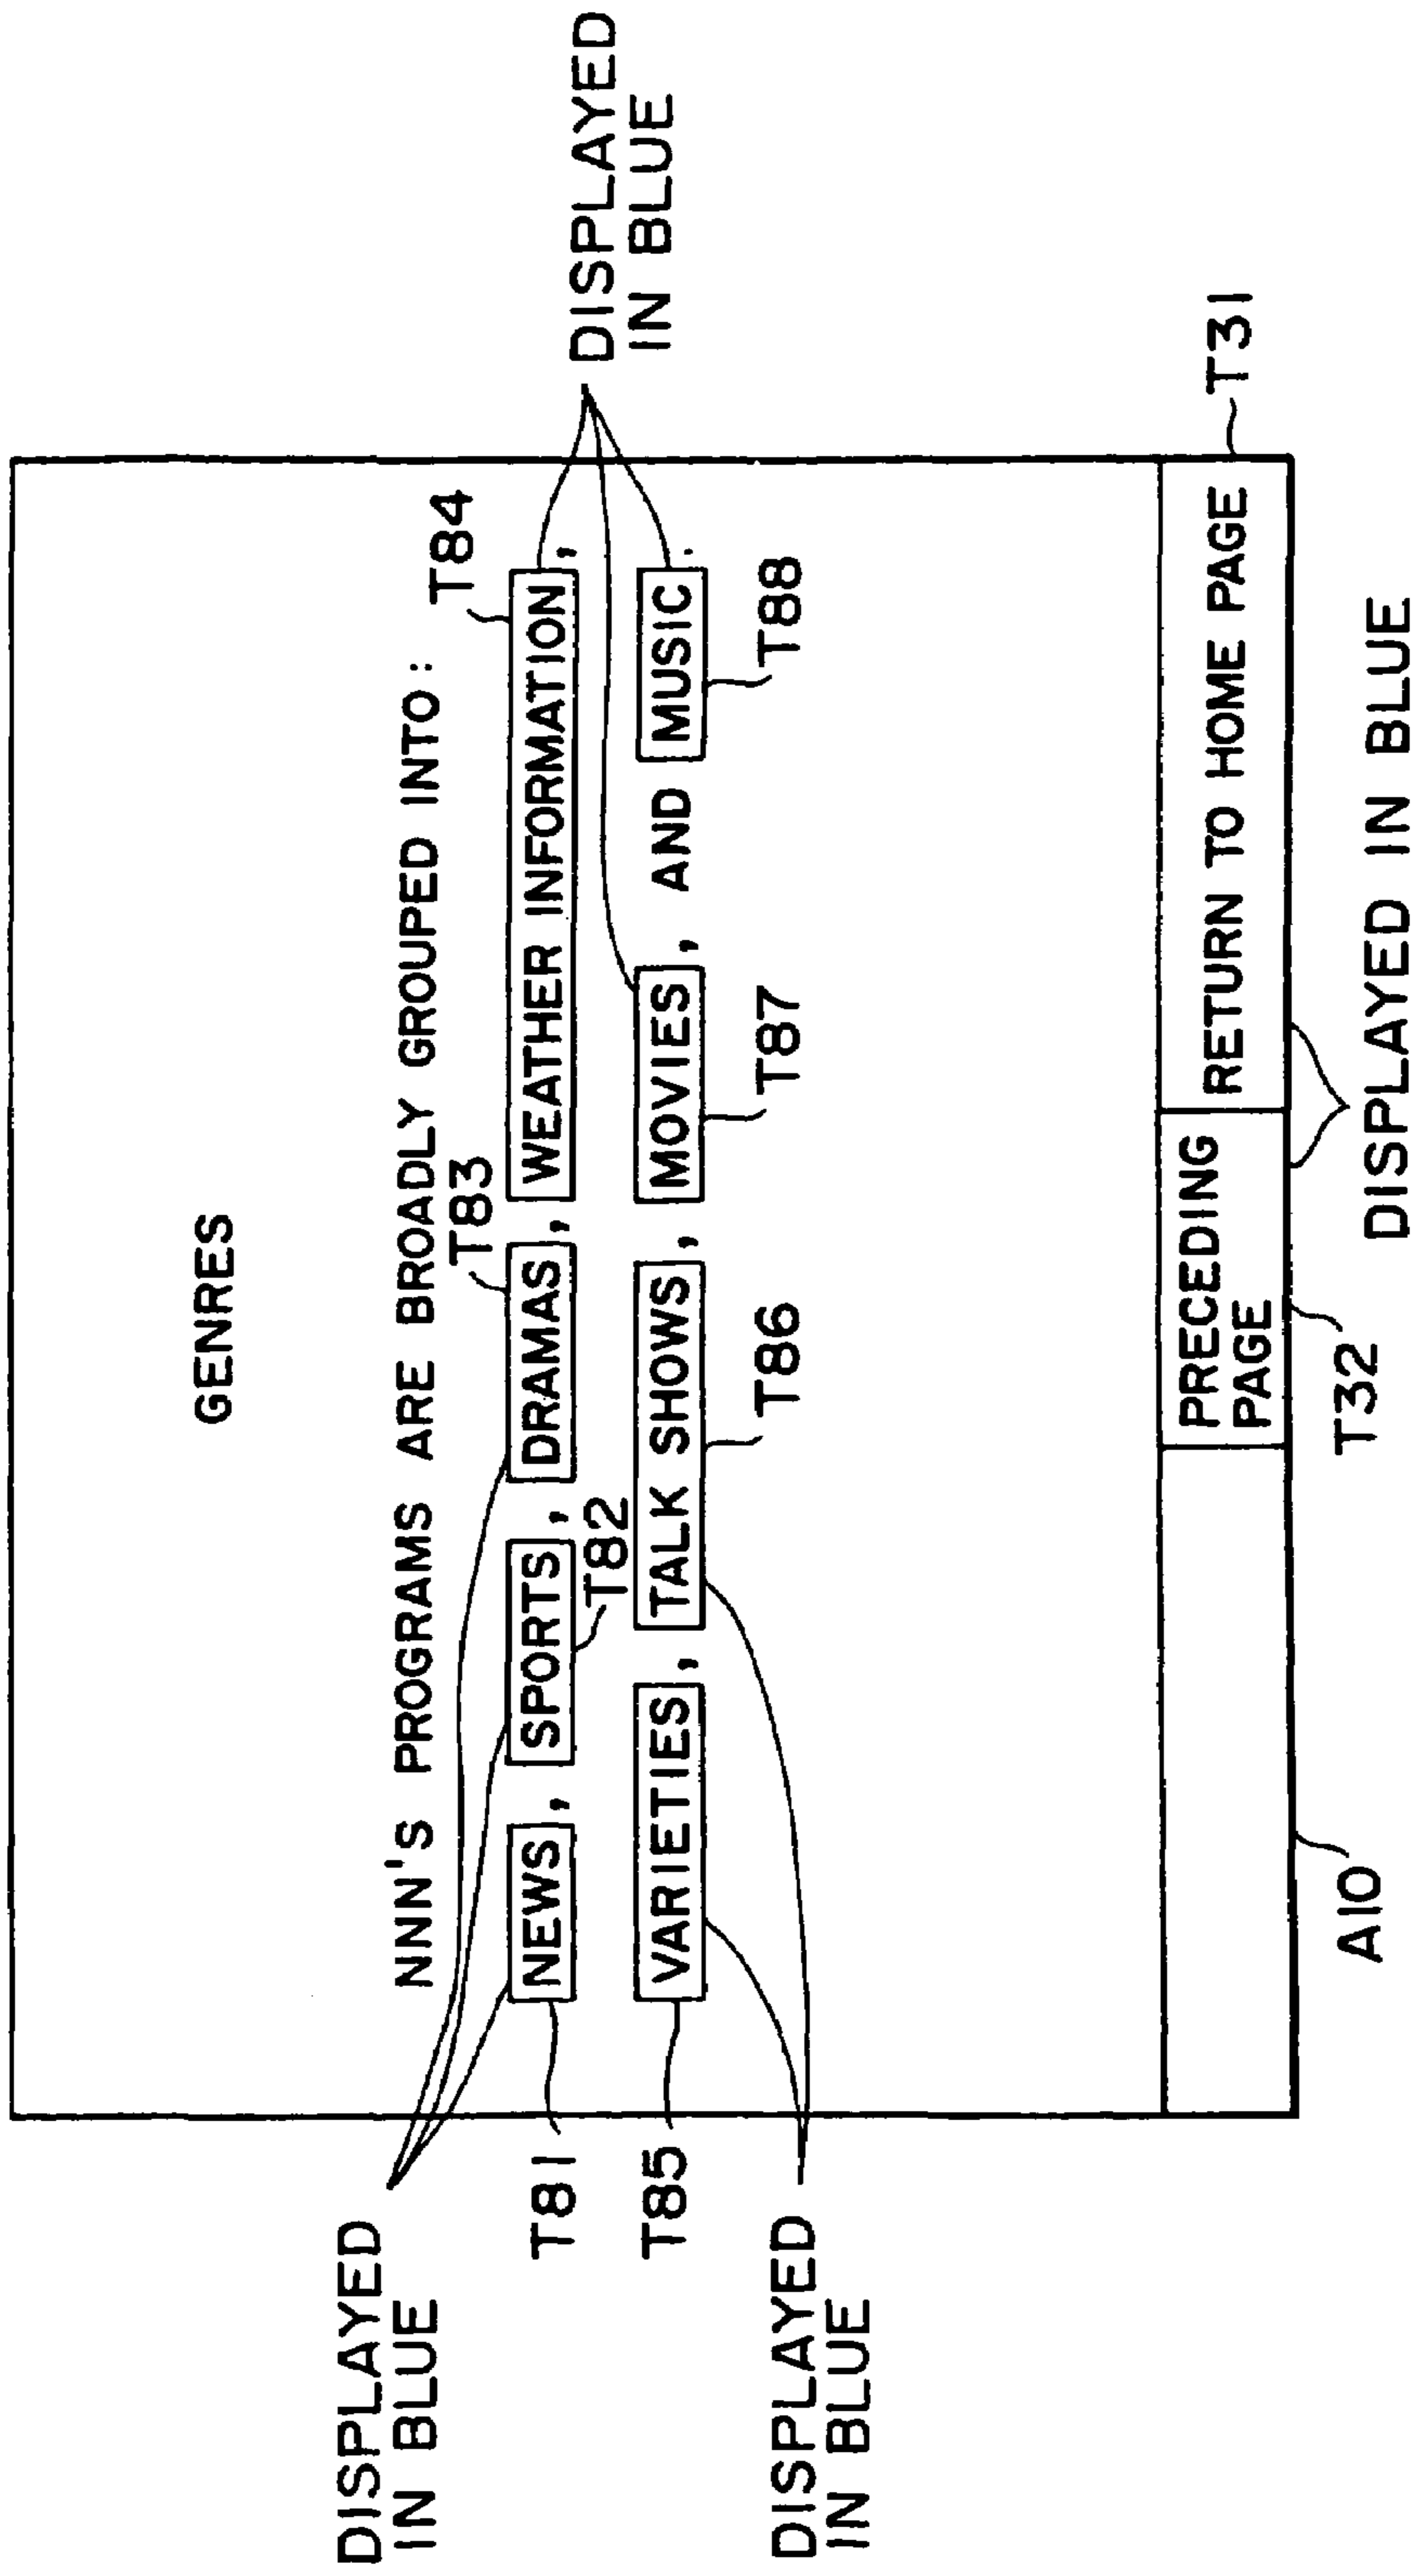 GENRES
NNN'S PROGRAMS ARE BROADLY GROUPED INTO:
T83
T84
DISPLAYED
IN BLUE
T81
NEWS, SPORTS, DRAMAS, WEATHER INFORMATION,
T82
DISPLAYED
IN BLUE
T85
VARIETIES, TALK SHOWS, MOVIES, AND MUSIC.
T86
T87
T88
DISPLAYED
IN BLUE
PRECEDING
PAGE
RETURN TO HOME PAGE
T31
A10
T32
DISPLAYED IN BLUE